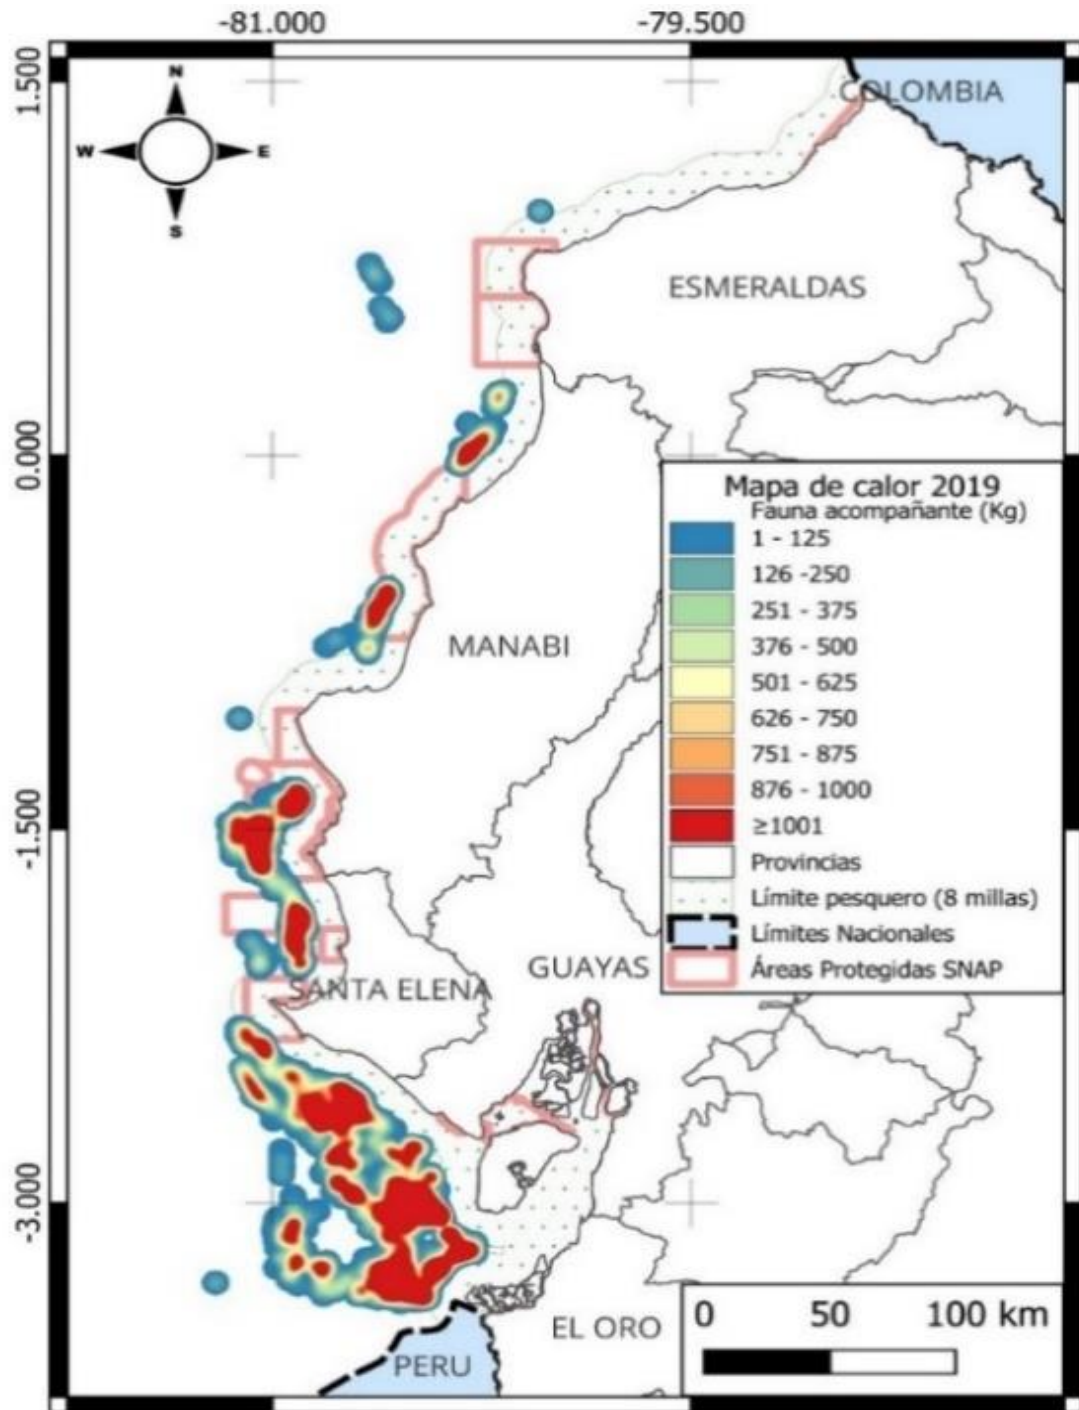 -81.000
-79.500
1.500
0.000
-1.500
-3.000
N
W
E
S
COLOMBIA
ESMERALDAS
MANABI
GUAYAS
SANTA ELENA
EL ORO
PERU
Mapa de calor 2019
Fauna acompañante (Kg)
1 - 125
126 -250
251 - 375
376 - 500
501 - 625
626 - 750
751 - 875
876 - 1000
≥1001
Provincias
Límite pesquero (8 millas)
Límites Nacionales
Áreas Protegidas SNAP
0 50 100 km